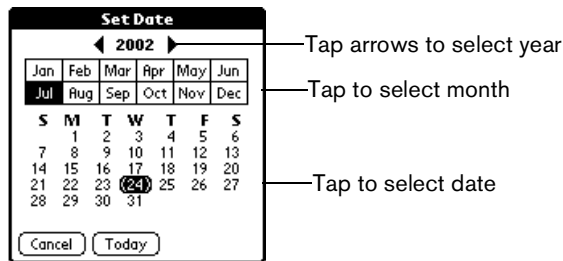 Set Date
2002
Tap arrows to select year
Jan Feb Mar Apr May Jun
Jul Aug Sep Oct Nov Dec
Tap to select month
S M T W T F S
1 2 3 4 5 6
7 8 9 10 11 12 13
14 15 16 17 18 19 20
21 22 23 24 25 26 27
Tap to select date
28 29 30 31
Cancel Today